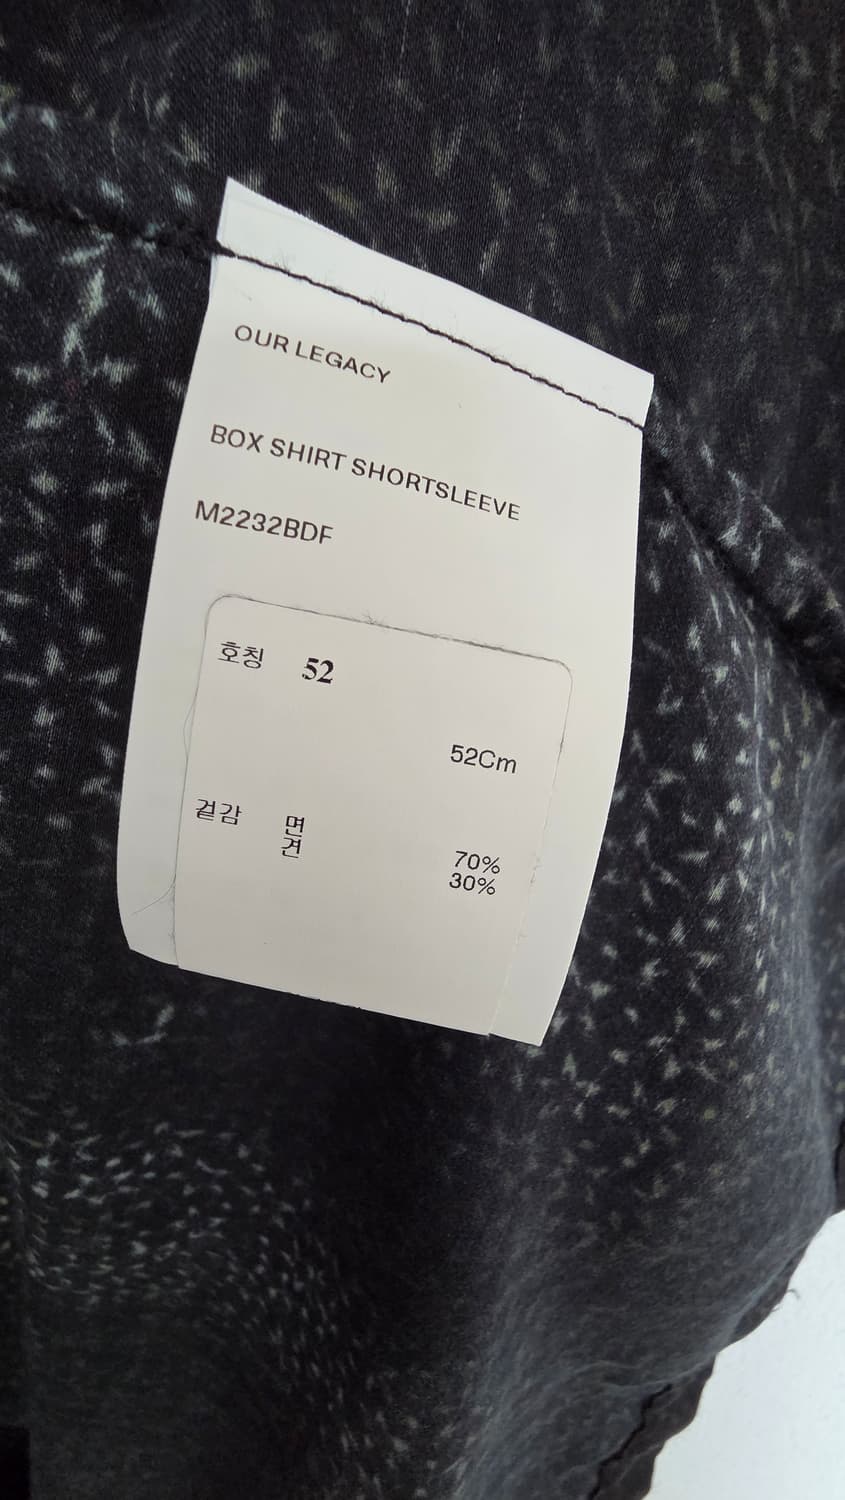 OUR LEGACY
BOX SHIRT SHORTSLEEVE
M2232BDF
호칭 52
52Cm
겉감 면 70%
견 30%